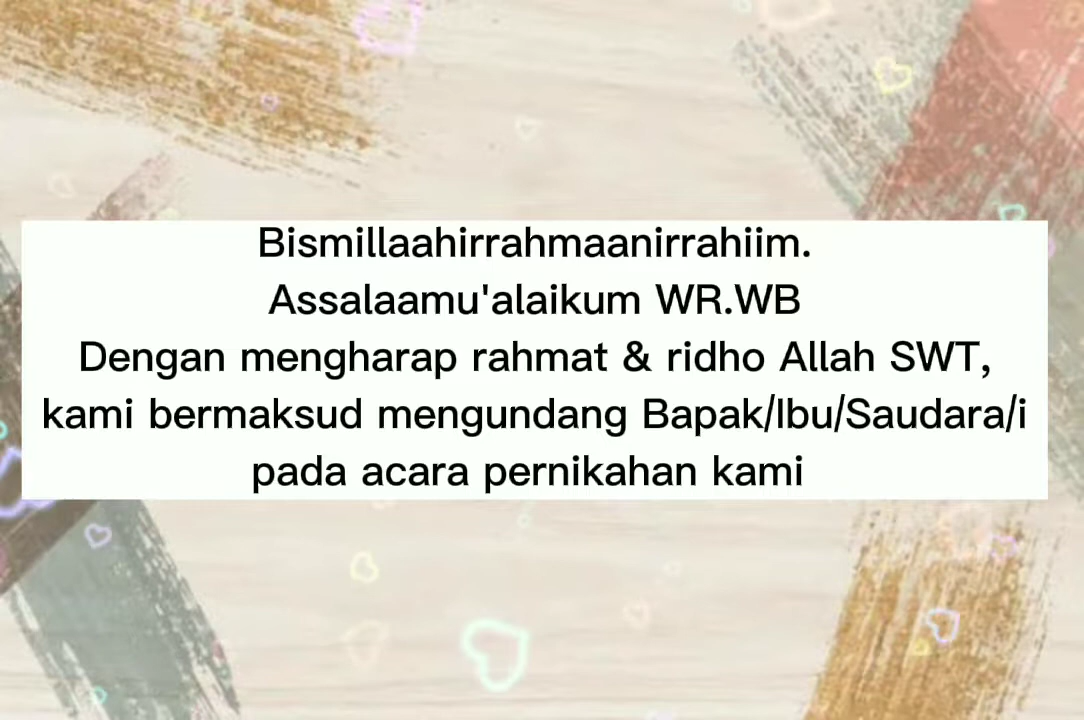 Bismillaahirrahmaanirrahiim.
Assalaamu'alaikum WR.WB
Dengan mengharap rahmat & ridho Allah SWT,
kami bermaksud mengundang Bapak/Ibu/Saudara/i
pada acara pernikahan kami